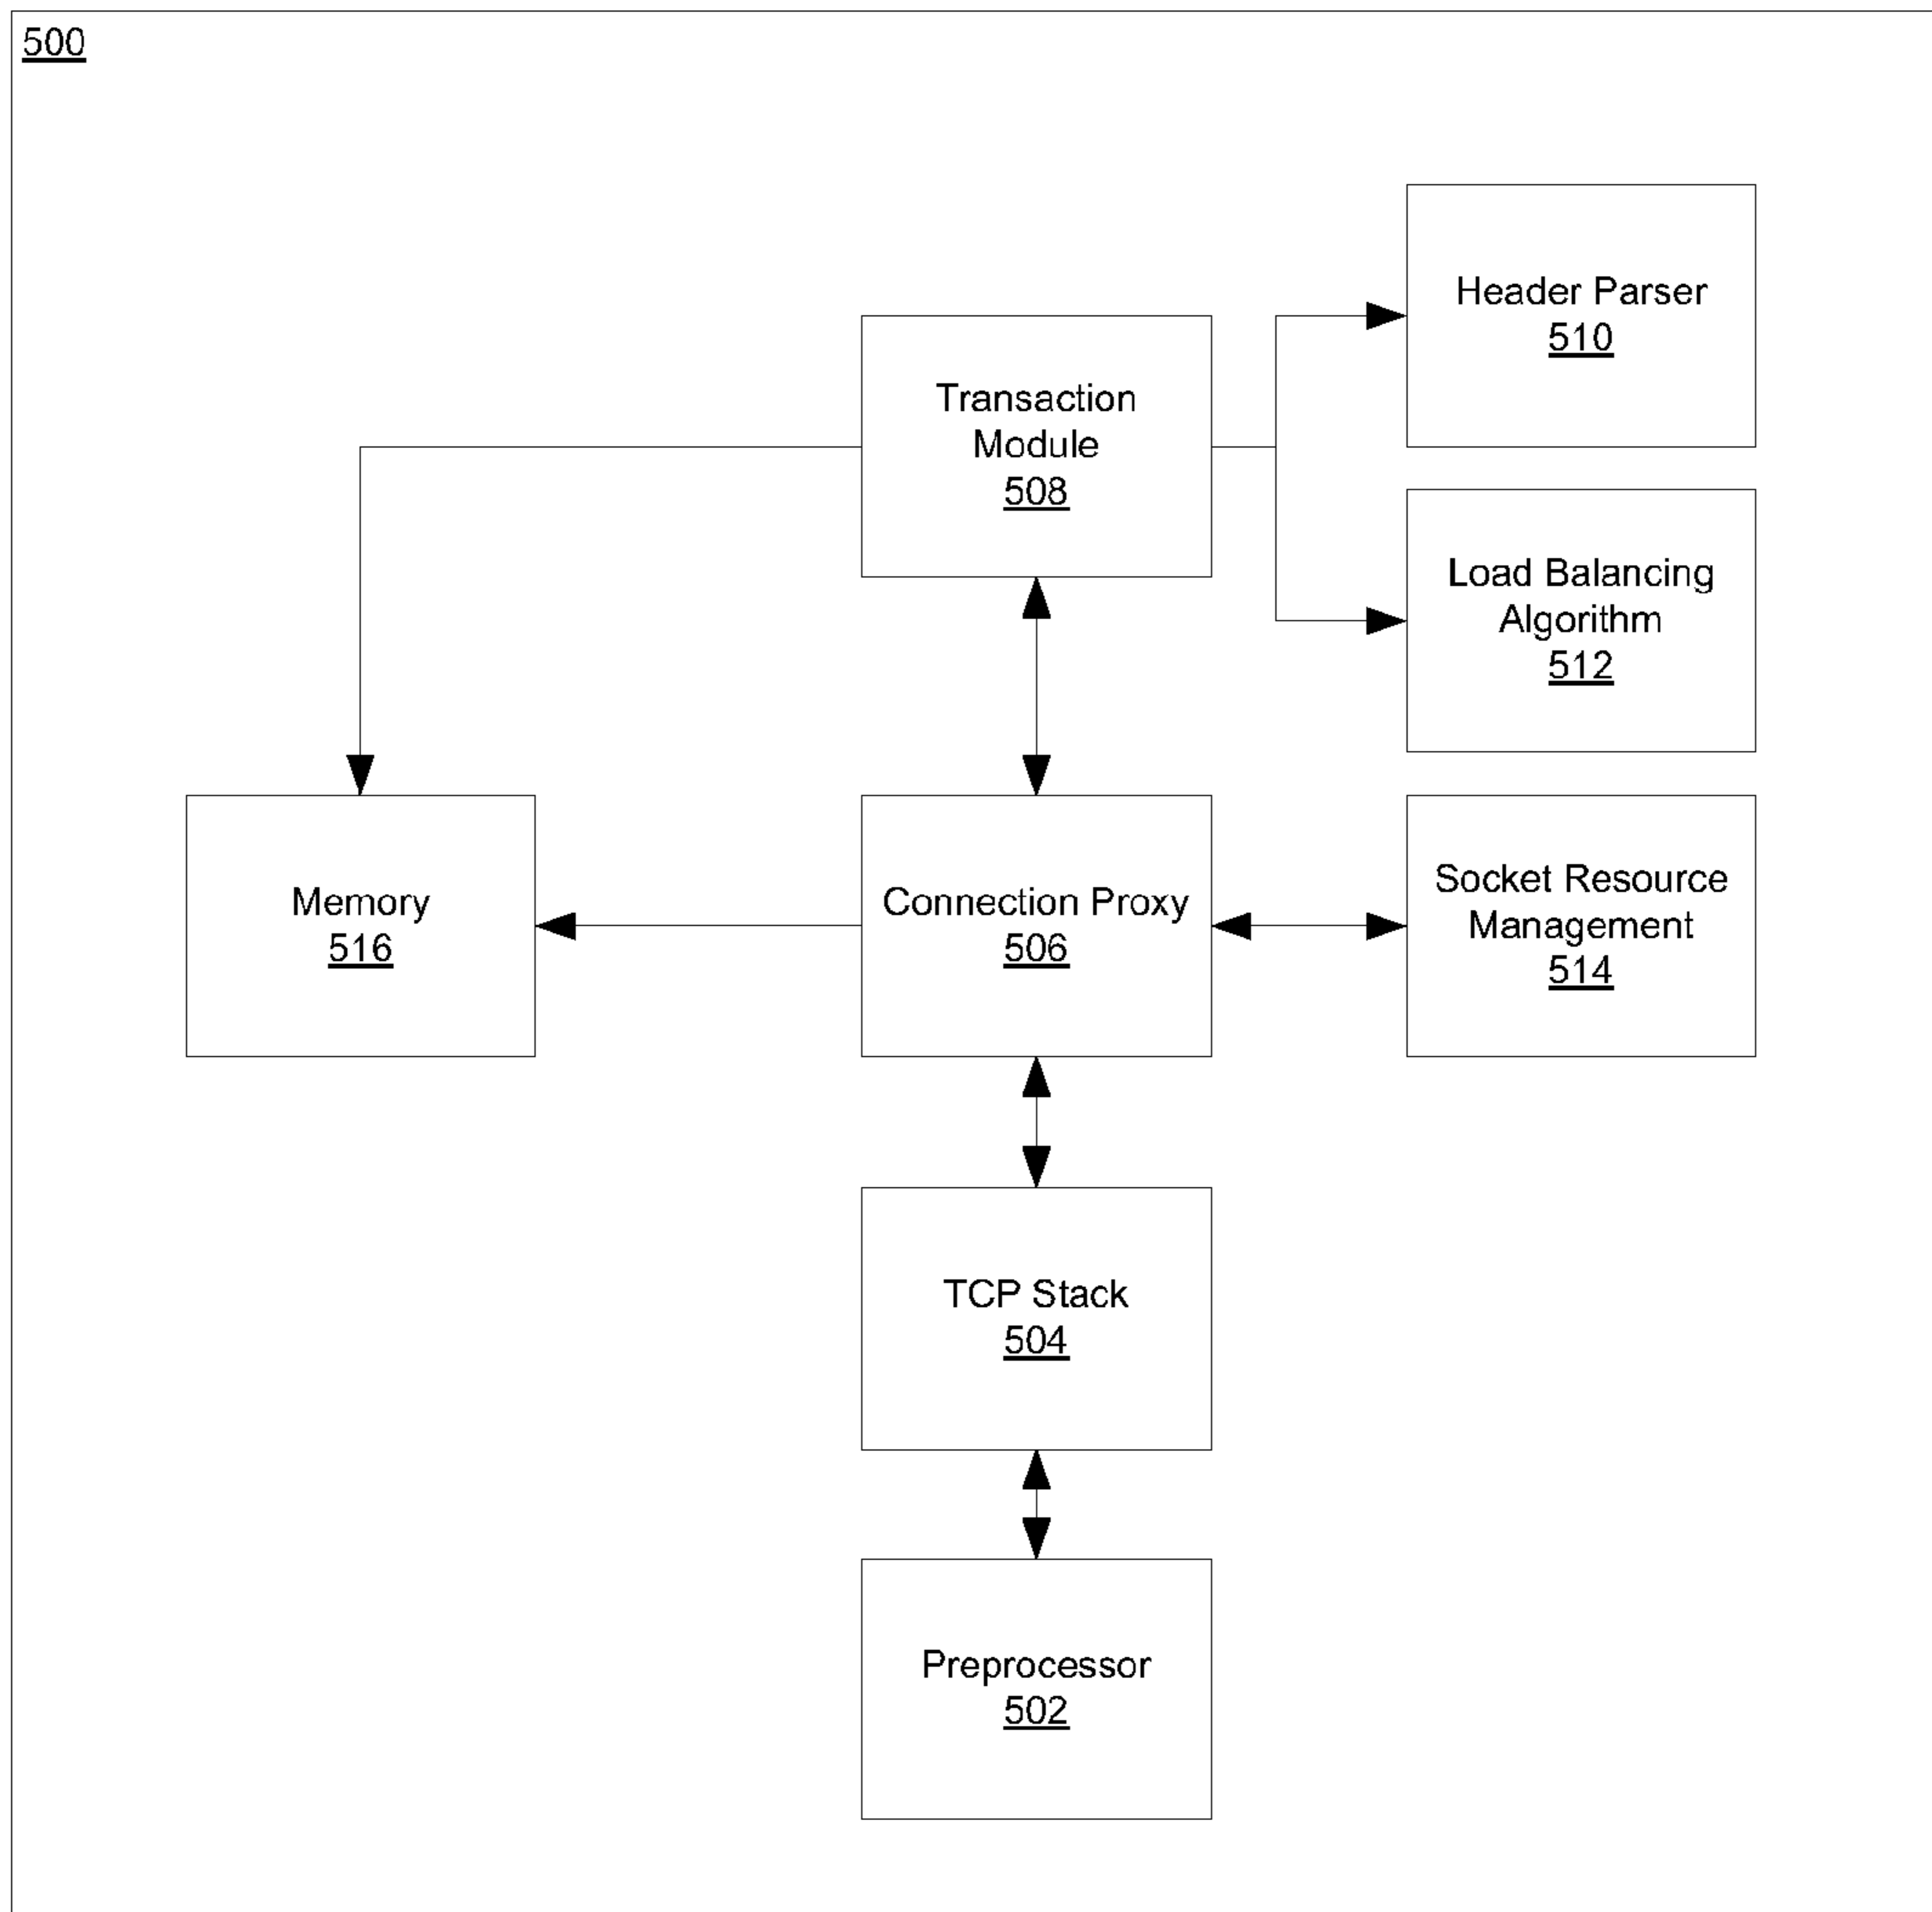 500
Header Parser
510
Transaction
Module
508
Load Balancing
Algorithm
512
Memory
516
Connection Proxy
506
Socket Resource
Management
514
TCP Stack
504
Preprocessor
502